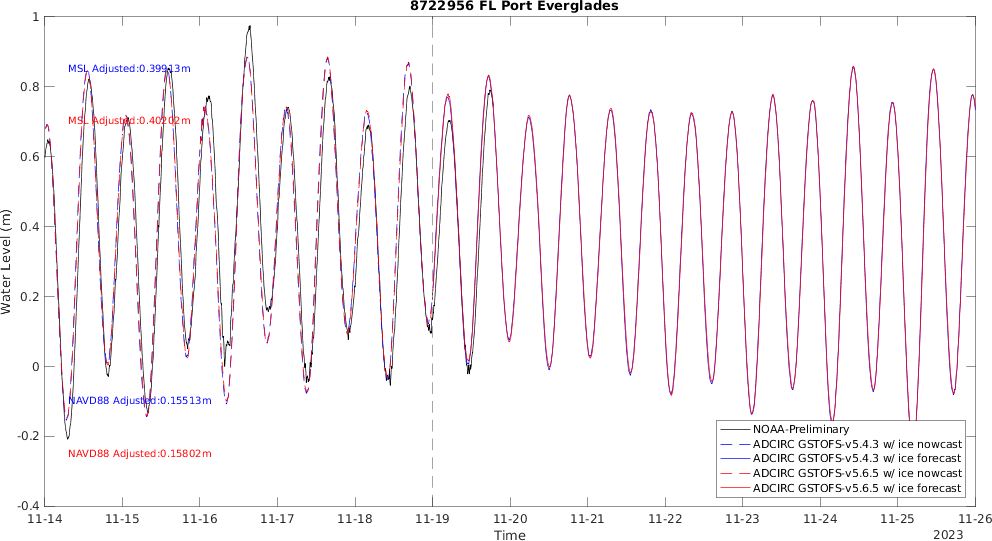 8722956 FL Port Everglades
1
0.8
0.6
0.4
0.2
0
-0.2
-0.4
Water Level (m)
MSL Adjusted:0.39913m
MSL Adjusted:0.40202m
NAVD88 Adjusted:0.15513m
NAVD88 Adjusted:0.15802m
NOAA-Preliminary
ADCIRC GSTOFS-v5.4.3 w/ ice nowcast
ADCIRC GSTOFS-v5.4.3 w/ ice forecast
ADCIRC GSTOFS-v5.6.5 w/ ice nowcast
ADCIRC GSTOFS-v5.6.5 w/ ice forecast
11-14 11-15 11-16 11-17 11-18 11-19 11-20 11-21 11-22 11-23 11-24 11-25 11-26
Time
2023